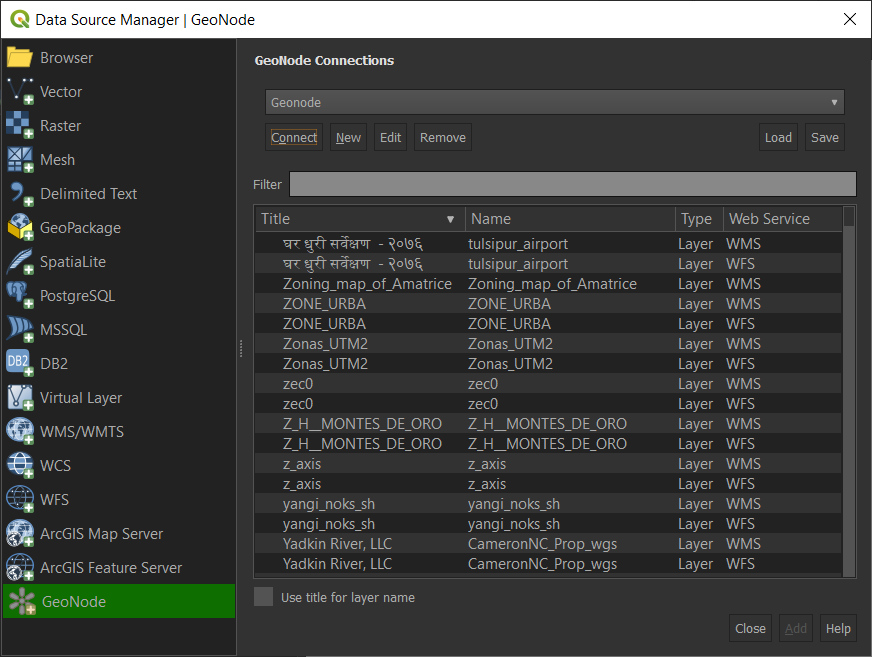 Data Source Manager | GeoNode
Browser
Vector
Raster
Mesh
Delimited Text
GeoPackage
SpatiaLite
PostgreSQL
MSSQL
DB2
DB2
Virtual Layer
WMS/WMTS
WCS
WFS
ArcGIS Map Server
ArcGIS Feature Server
GeoNode
GeoNode Connections
Geonode
Connect New Edit Remove Load Save
Filter
Title Name Type Web Service
घर धुरी सर्वेक्षण - २०७६ tulsipur_airport Layer WMS
घर धुरी सर्वेक्षण - २०७६ tulsipur_airport Layer WFS
Zoning_map_of_Amatrice Zoning_map_of_Amatrice Layer WMS
ZONE_URBA ZONE_URBA Layer WMS
ZONE_URBA ZONE_URBA Layer WFS
Zonas_UTM2 Zonas_UTM2 Layer WMS
Zonas_UTM2 Zonas_UTM2 Layer WFS
zec0 zec0 Layer WMS
zec0 zec0 Layer WFS
Z_H__MONTES_DE_ORO Z_H__MONTES_DE_ORO Layer WMS
Z_H__MONTES_DE_ORO Z_H__MONTES_DE_ORO Layer WFS
z_axis z_axis Layer WMS
z_axis z_axis Layer WFS
yangi_noks_sh yangi_noks_sh Layer WMS
yangi_noks_sh yangi_noks_sh Layer WFS
Yadkin River, LLC CameronNC_Prop_wgs Layer WMS
Yadkin River, LLC CameronNC_Prop_wgs Layer WFS
Use title for layer name
Close Add Help